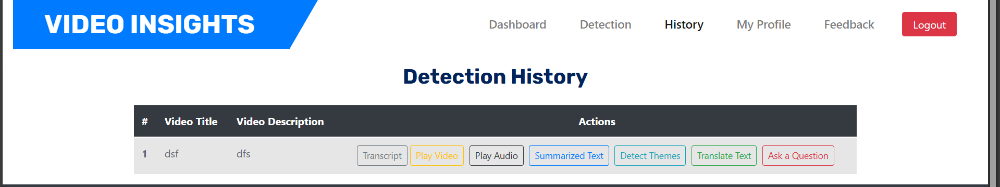 VIDEO INSIGHTS Dashboard Detection History My Profile Feedback Logout
Detection History
# Video Title Video Description Actions
1 dsf dfs Transcript Play Video Play Audio Summarized Text Detect Themes Translate Text Ask a Question